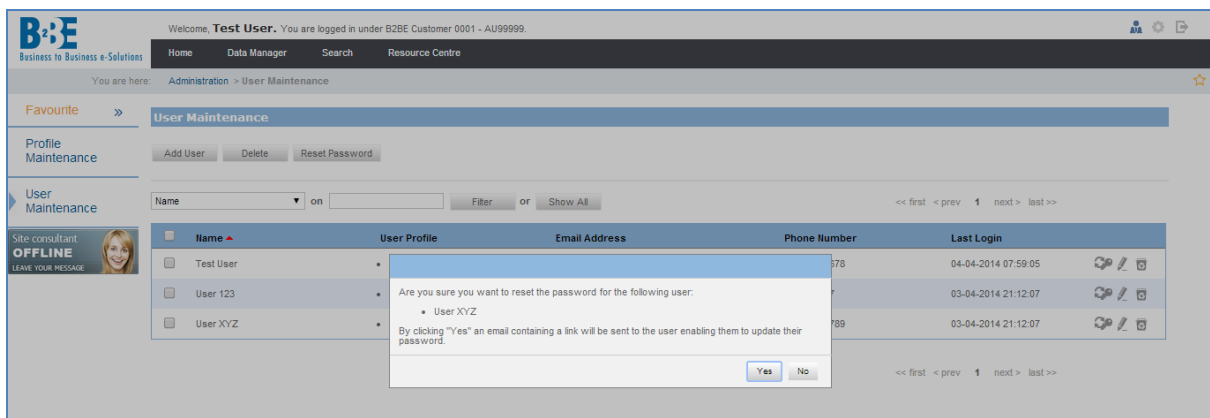 B2BE
Business to Business e-Solutions
Welcome, Test User. You are logged in under B2BE Customer 0001 - AU99999.
Home Data Manager Search Resource Centre
You are here: Administration > User Maintenance
Favourite »
Profile
Maintenance
User
Maintenance
Site consultant
OFFLINE
LEAVE YOUR MESSAGE
User Maintenance
Add User Delete Reset Password
Name on Filter or Show All << first < prev 1 next > last >>
Name User Profile Email Address Phone Number Last Login
Test User 678 04-04-2014 07:59:05
User 123 7 03-04-2014 21:12:07
User XYZ 789 03-04-2014 21:12:07
Are you sure you want to reset the password for the following user:
• User XYZ
By clicking "Yes" an email containing a link will be sent to the user enabling them to update their
password.
Yes No
<< first < prev 1 next > last >>